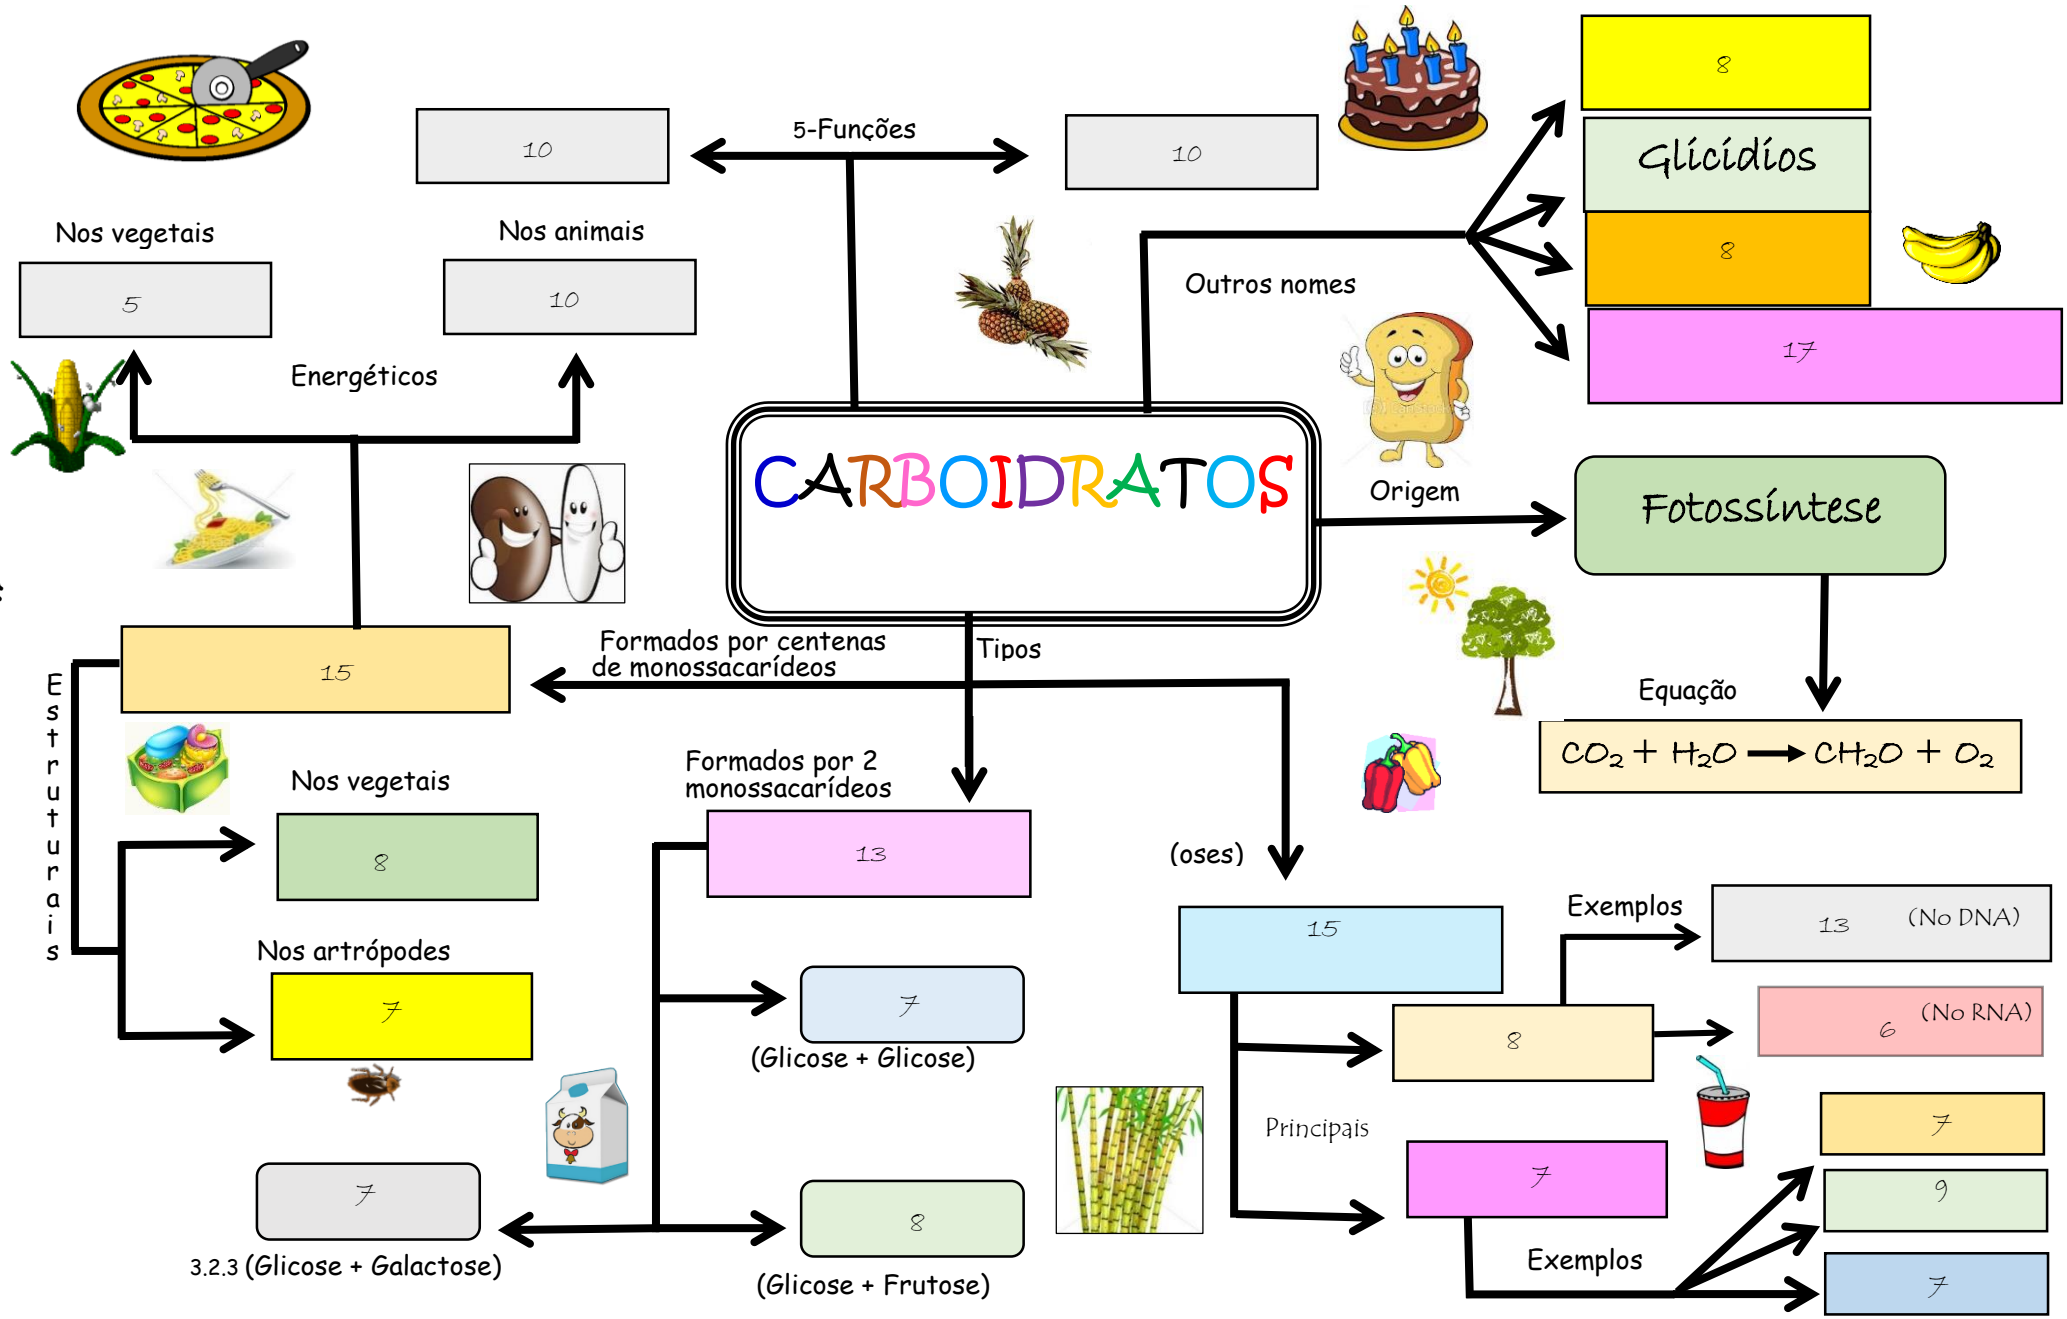 8
5-Funções
10
10
Glicídios
Nos vegetais
Nos animais
8
5
10
Outros nomes
17
Energéticos
CARBOIDRATOS
Origem
Fotossíntese
Formados por centenas
de monossacarídeos
Tipos
15
Estruturais
Equação
CO₂ + H₂O → CH₂O + O₂
Formados por 2
monossacarídeos
Nos vegetais
8
13
(oses)
Exemplos
13 (No DNA)
15
Nos artrópodes
7
7
(Glicose + Glicose)
8
6 (No RNA)
Principais
7
7
9
7
3.2.3 (Glicose + Galactose)
8
(Glicose + Frutose)
7
Exemplos